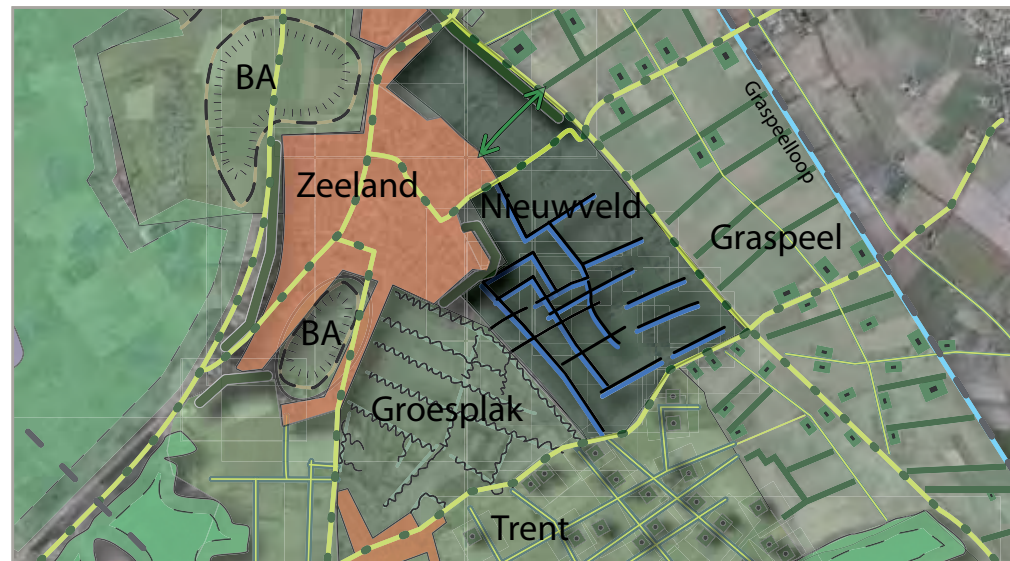 BA
Graspeelloop
Zeeland
Nieuwveld
Graspeel
BA
Groesplak
Trent